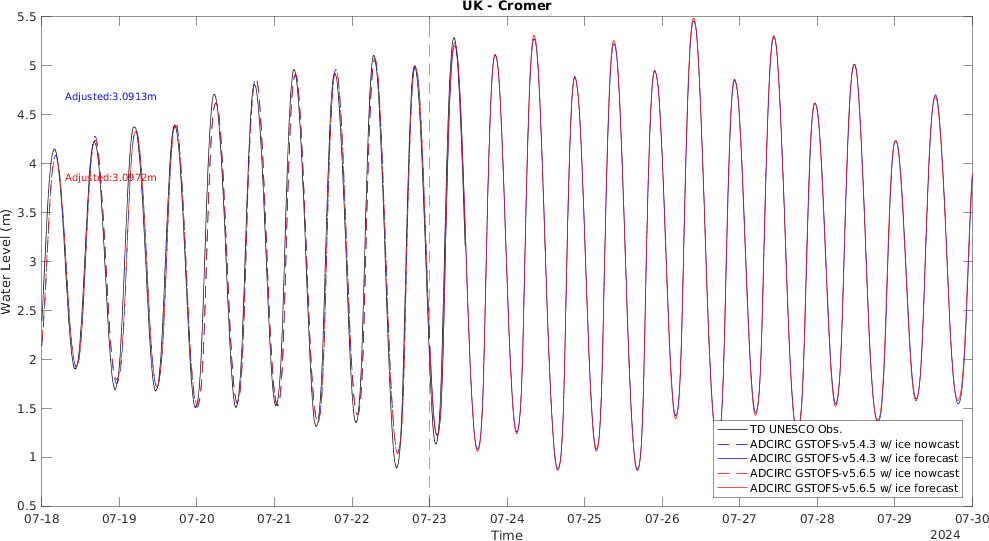 UK - Cromer
5.5
5
4.5
4
3.5
3
2.5
2
1.5
1
0.5
Water Level (m)
Adjusted:3.0913m
Adjusted:3.0972m
TD UNESCO Obs.
ADCIRC GSTOFS-v5.4.3 w/ ice nowcast
ADCIRC GSTOFS-v5.4.3 w/ ice forecast
ADCIRC GSTOFS-v5.6.5 w/ ice nowcast
ADCIRC GSTOFS-v5.6.5 w/ ice forecast
07-18 07-19 07-20 07-21 07-22 07-23 07-24 07-25 07-26 07-27 07-28 07-29 07-30
Time
2024